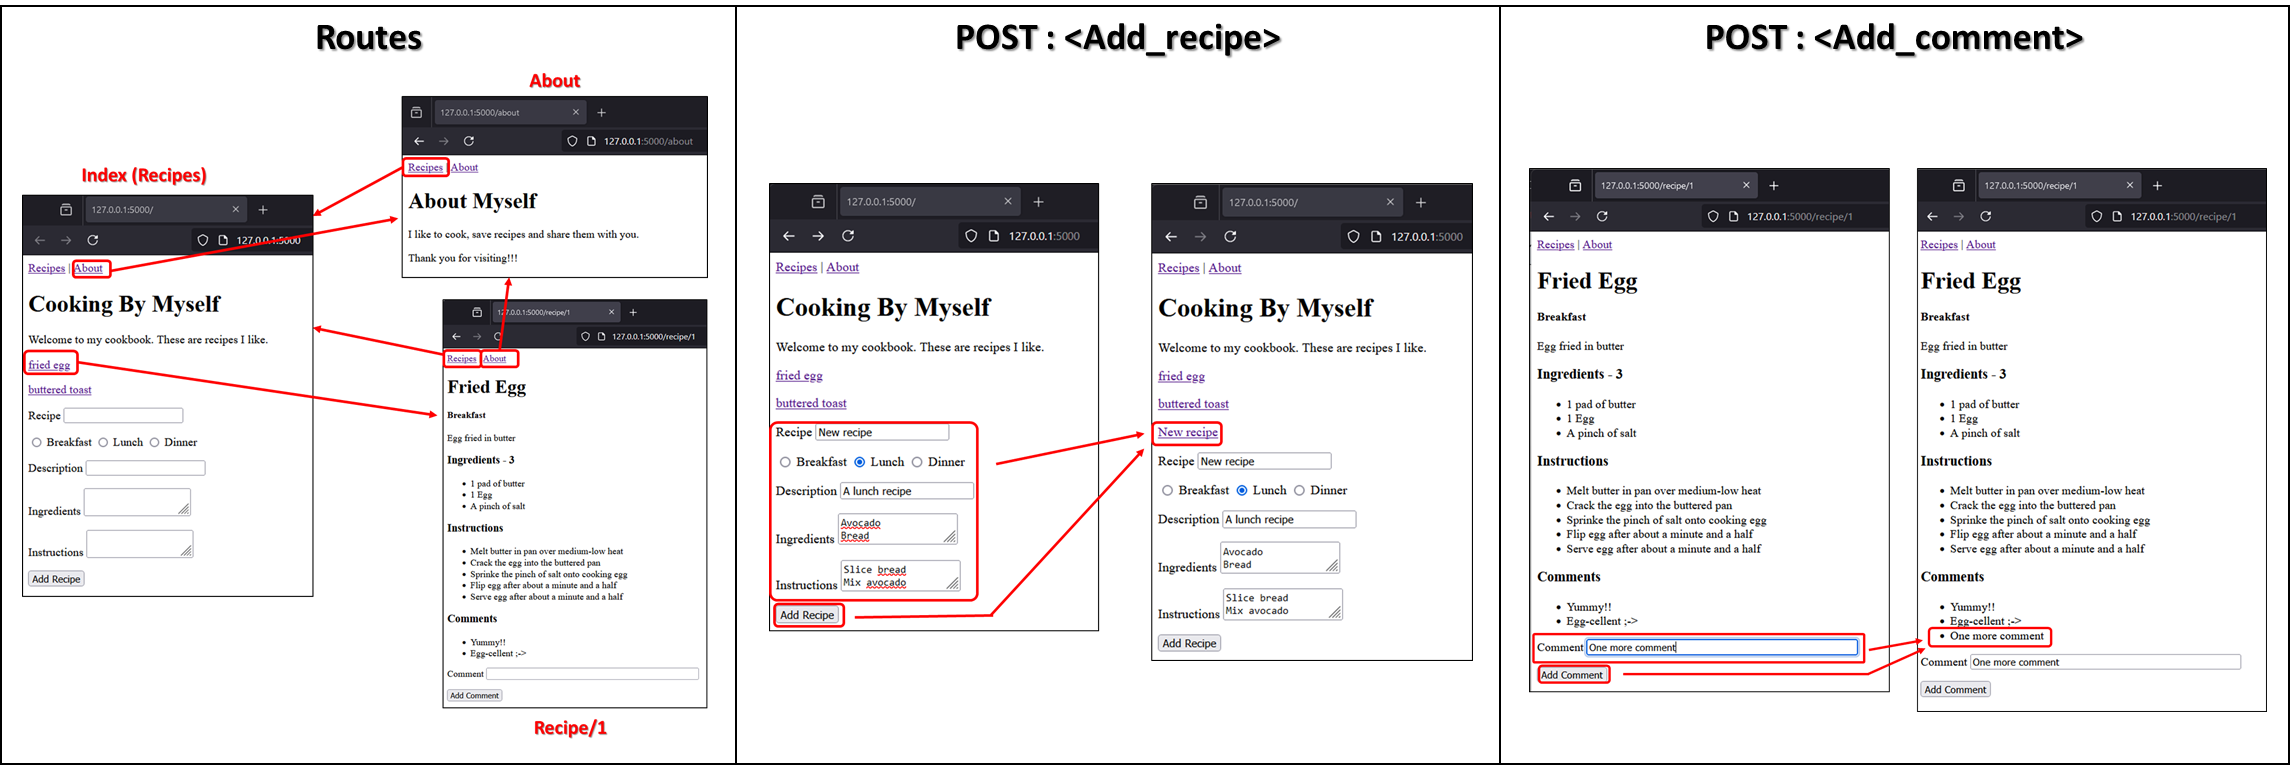 Routes
About
127.0.0.1:5000/about
127.0.0.1:5000/about
Recipes | About
About Myself
I like to cook, save recipes and share them with you.
Thank you for visiting!!!
Index (Recipes)
127.0.0.1:5000/
127.0.0.1:5000
Recipes | About
Cooking By Myself
Welcome to my cookbook. These are recipes I like.
fried egg
buttered toast
Recipe
Breakfast Lunch Dinner
Description
Ingredients
Instructions
Add Recipe
127.0.0.1:5000/recipe/1
127.0.0.1:5000/recipe/1
Recipes About
Fried Egg
Breakfast
Egg fried in butter
Ingredients - 3
• 1 pad of butter
• 1 Egg
• A pinch of salt
Instructions
• Melt butter in pan over medium-low heat
• Crack the egg into the buttered pan
• Sprinke the pinch of salt onto cooking egg
• Flip egg after about a minute and a half
• Serve egg after about a minute and a half
Comments
• Yummy!!
• Egg-cellent ;->
Comment
Add Comment
Recipe/1
POST : <Add_recipe>
127.0.0.1:5000/
127.0.0.1:5000
Recipes | About
Cooking By Myself
Welcome to my cookbook. These are recipes I like.
fried egg
buttered toast
Recipe New recipe
Breakfast Lunch Dinner
Description A lunch recipe
Ingredients Avocado
Bread
Instructions Slice bread
Mix avocado
Add Recipe
127.0.0.1:5000/
127.0.0.1:5000
Recipes | About
Cooking By Myself
Welcome to my cookbook. These are recipes I like.
fried egg
buttered toast
New recipe
Recipe New recipe
Breakfast Lunch Dinner
Description A lunch recipe
Ingredients Avocado
Bread
Instructions Slice bread
Mix avocado
Add Recipe
POST : <Add_comment>
127.0.0.1:5000/recipe/1
127.0.0.1:5000/recipe/1
Recipes | About
Fried Egg
Breakfast
Egg fried in butter
Ingredients - 3
• 1 pad of butter
• 1 Egg
• A pinch of salt
Instructions
• Melt butter in pan over medium-low heat
• Crack the egg into the buttered pan
• Sprinke the pinch of salt onto cooking egg
• Flip egg after about a minute and a half
• Serve egg after about a minute and a half
Comments
• Yummy!!
• Egg-cellent ;->
Comment One more comment
Add Comment
127.0.0.1:5000/recipe/1
127.0.0.1:5000/recipe/1
Recipes | About
Fried Egg
Breakfast
Egg fried in butter
Ingredients - 3
• 1 pad of butter
• 1 Egg
• A pinch of salt
Instructions
• Melt butter in pan over medium-low heat
• Crack the egg into the buttered pan
• Sprinke the pinch of salt onto cooking egg
• Flip egg after about a minute and a half
• Serve egg after about a minute and a half
Comments
• Yummy!!
• Egg-cellent ;->
• One more comment
Comment One more comment
Add Comment